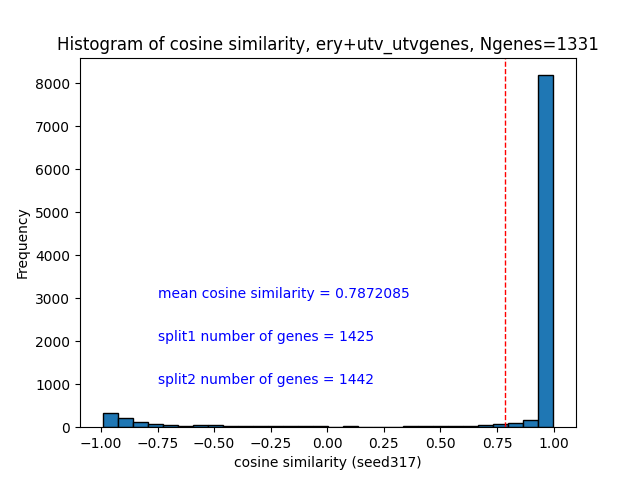 Histogram of cosine similarity, ery+utv_utvgenes, Ngenes=1331
8000
7000
6000
5000
4000
3000
2000
1000
0
Frequency
mean cosine similarity = 0.7872085
split1 number of genes = 1425
split2 number of genes = 1442
−1.00 −0.75 −0.50 −0.25 0.00 0.25 0.50 0.75 1.00
cosine similarity (seed317)